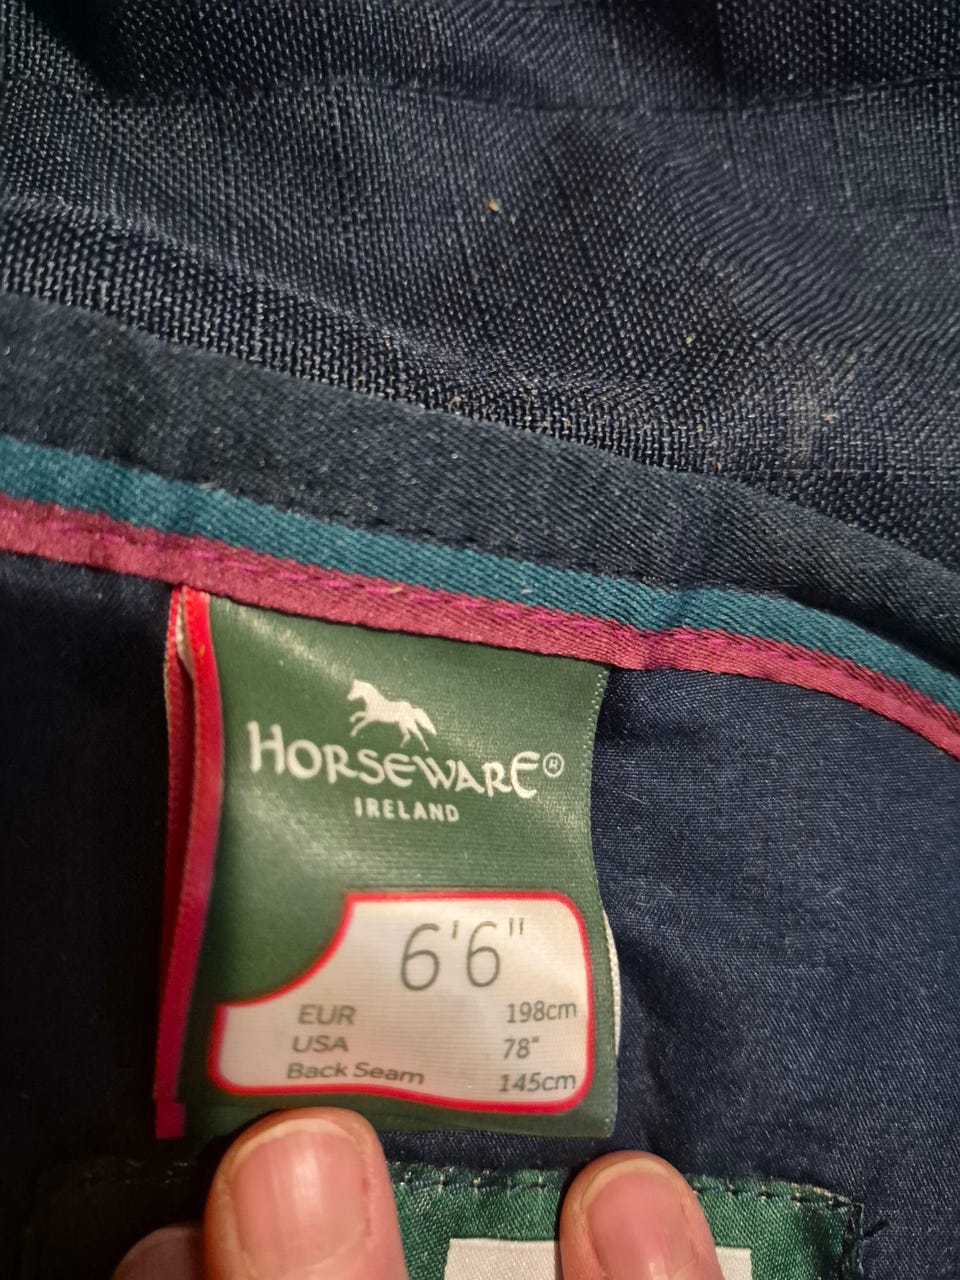 HORSEWARE®
IRELAND
6'6"
EUR 198cm
USA 78"
Back Seam 145cm